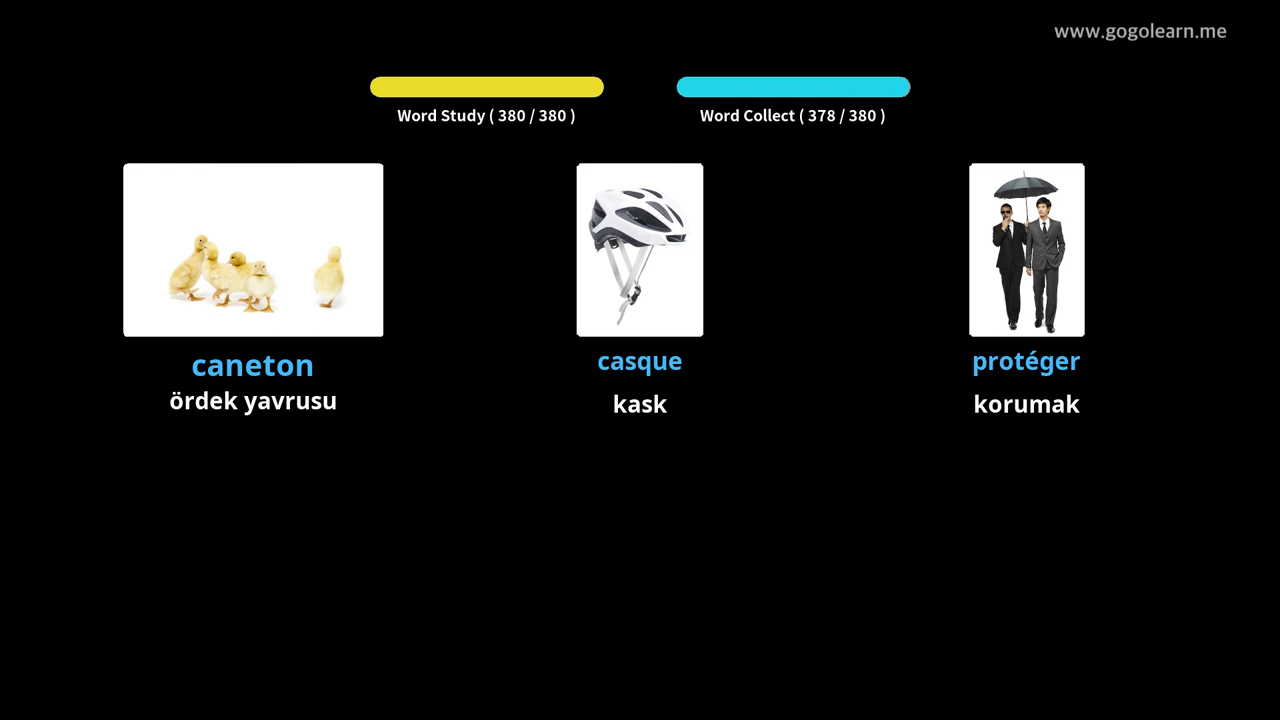 www.gogolearn.me
Word Study ( 380 / 380 )
Word Collect ( 378 / 380 )
caneton
ördek yavrusu
casque
kask
protéger
korumak